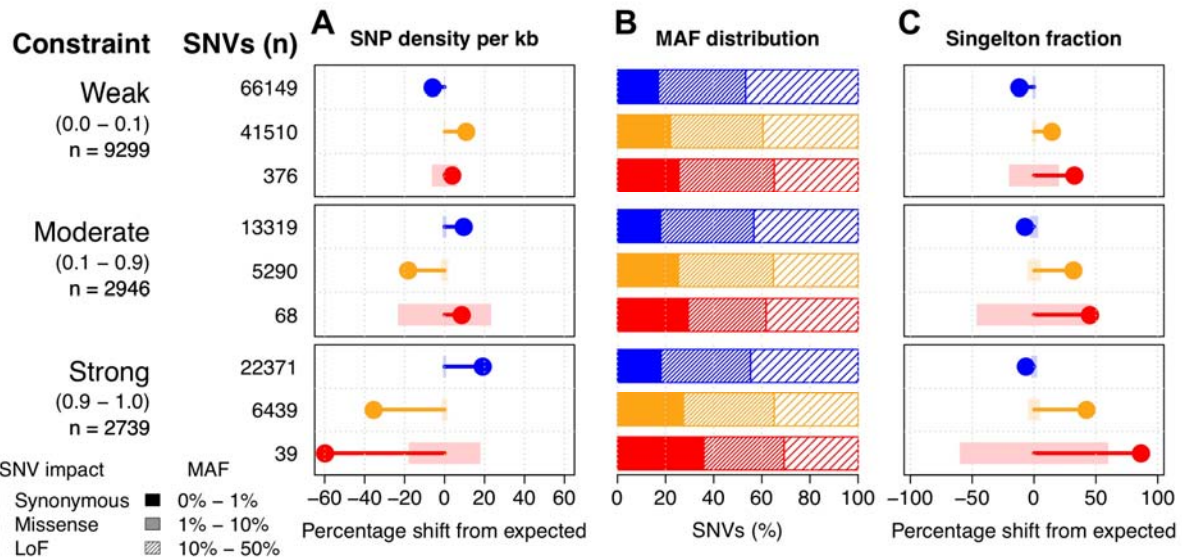 Constraint SNVs (n) A SNP density per kb B MAF distribution C Singelton fraction
Weak
(0.0 – 0.1)
n = 9299
66149
41510
376
Moderate
(0.1 – 0.9)
n = 2946
13319
5290
68
Strong
(0.9 – 1.0)
n = 2739
22371
6439
39
SNV impact MAF
Synonymous 0% – 1%
Missense 1% – 10%
LoF 10% – 50%
−60 −40 −20 0 20 40 60
Percentage shift from expected
0 20 40 60 80 100
SNVs (%)
−100 −50 0 50 100
Percentage shift from expected